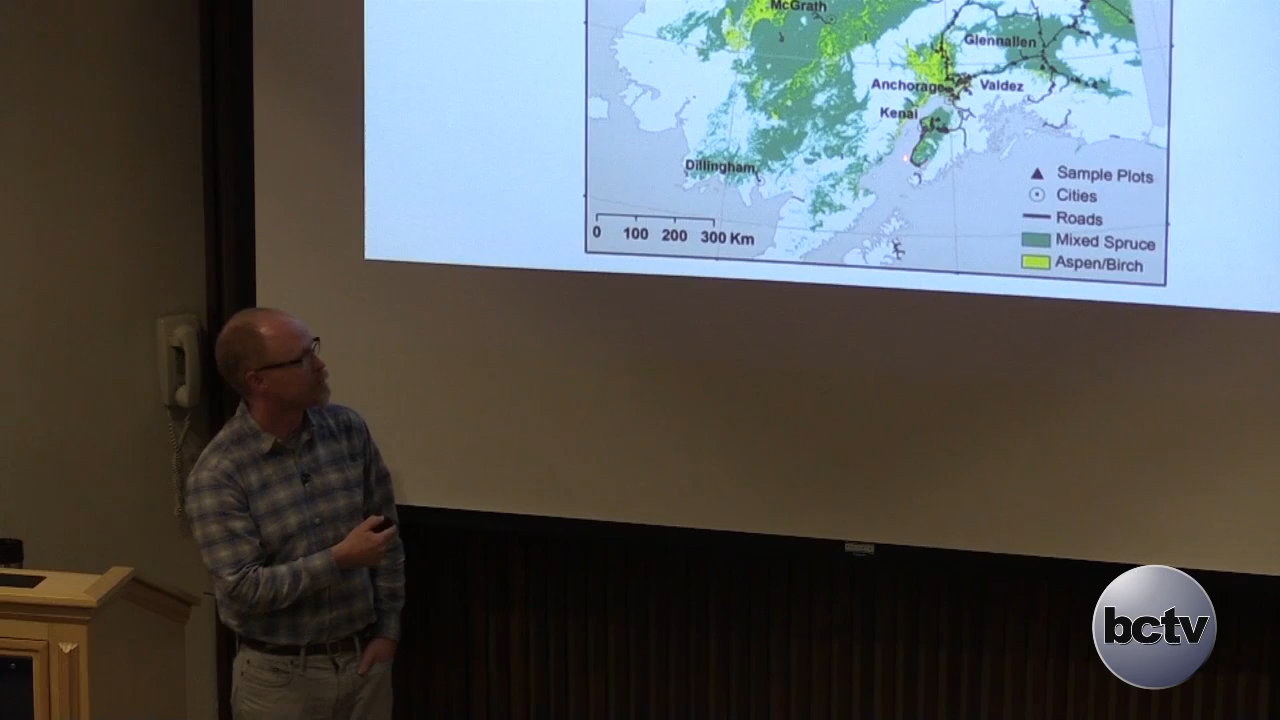 McGrath
Glennallen
Anchorage
Valdez
Kenai
Dillingham
Sample Plots
Cities
Roads
Mixed Spruce
Aspen/Birch
0 100 200 300 Km
bctv